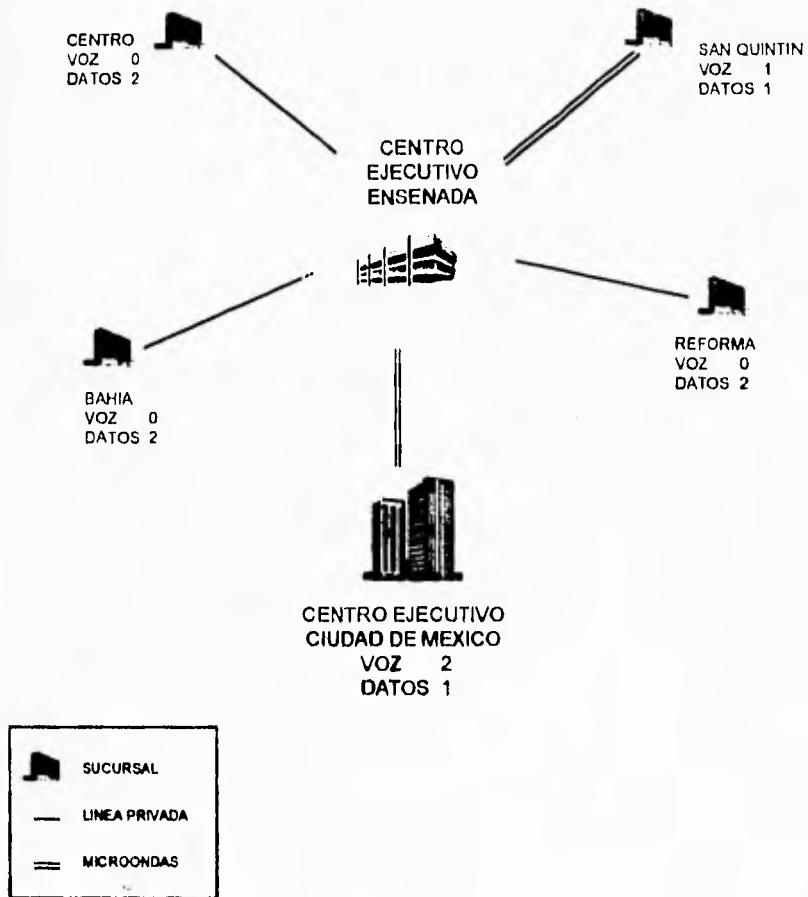 CENTRO
VOZ 0
DATOS 2
SAN QUINTIN
VOZ 1
DATOS 1
CENTRO
EJECUTIVO
ENSENADA
BAHIA
VOZ 0
DATOS 2
REFORMA
VOZ 0
DATOS 2
CENTRO EJECUTIVO
CIUDAD DE MEXICO
VOZ 2
DATOS 1
SUCURSAL
LINEA PRIVADA
MICROONDAS